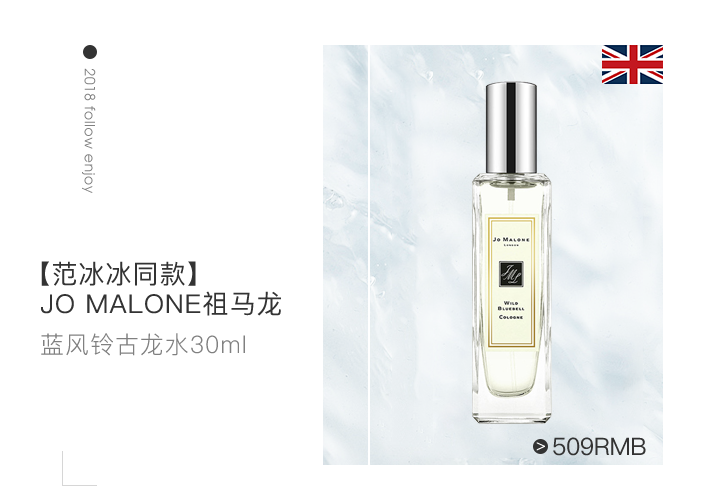 2018 follow enjoy
【范冰冰同款】
JO MALONE祖马龙
蓝风铃古龙水30ml
JO MALONE
LONDON
JML
WILD
BLUEBELL
COLOGNE
509RMB